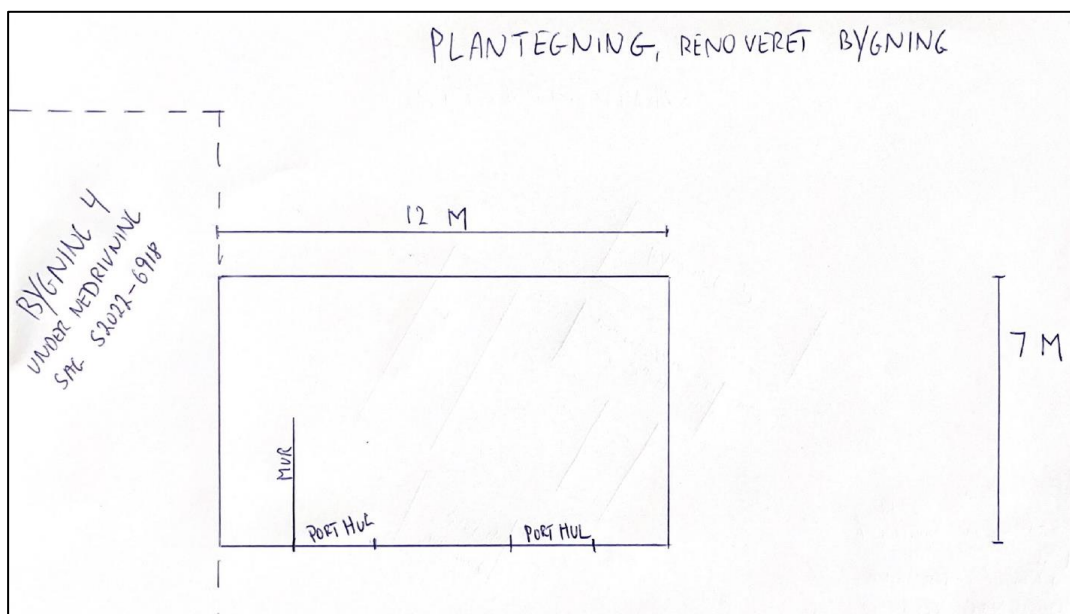 PLANTEGNING, RENOVERET BYGNING
12 M
BYGNING 4
UNDER NEDRIVNING
SAG S2022-6918
7 M
MUR
PORT HUL
PORT HUL